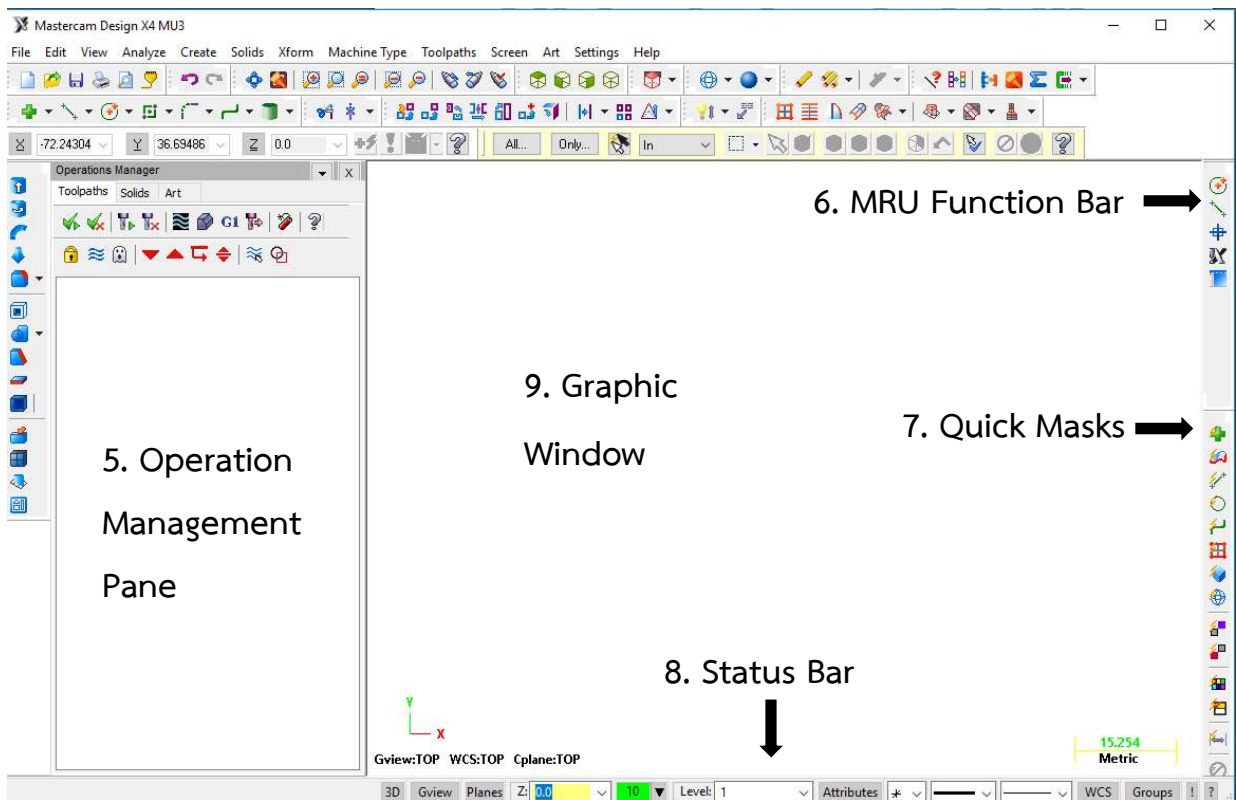 Mastercam Design X4 MU3
File Edit View Analyze Create Solids Xform Machine Type Toolpaths Screen Art Settings Help
X -72.24304 Y 36.69486 Z 0.0 All... Only... In
Operations Manager
Toolpaths Solids Art
G1
6. MRU Function Bar
9. Graphic
Window
7. Quick Masks
5. Operation
Management
Pane
8. Status Bar
Y
X
Gview:TOP WCS:TOP Cplane:TOP
15.254
Metric
3D Gview Planes Z: 0.0 10 Level: 1 Attributes WCS Groups ! ?